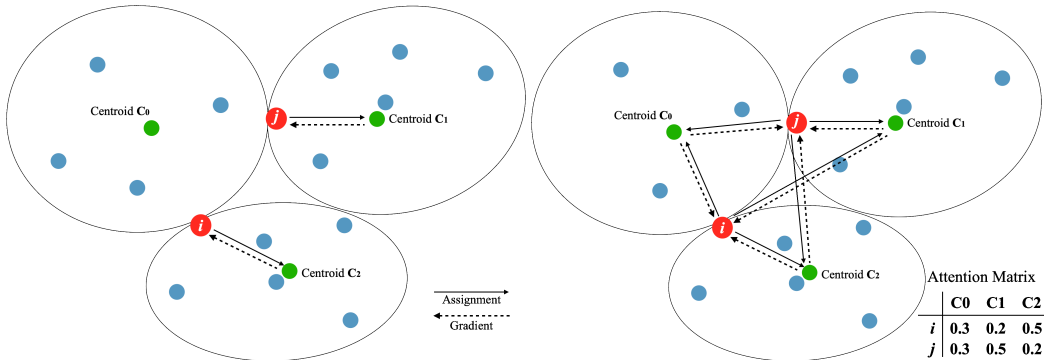 Centroid C0
j
Centroid C1
i
Centroid C2
Assignment
Gradient
Centroid C0
j
Centroid C1
i
Centroid C2
Attention Matrix
C0 C1 C2
i 0.3 0.2 0.5
j 0.3 0.5 0.2